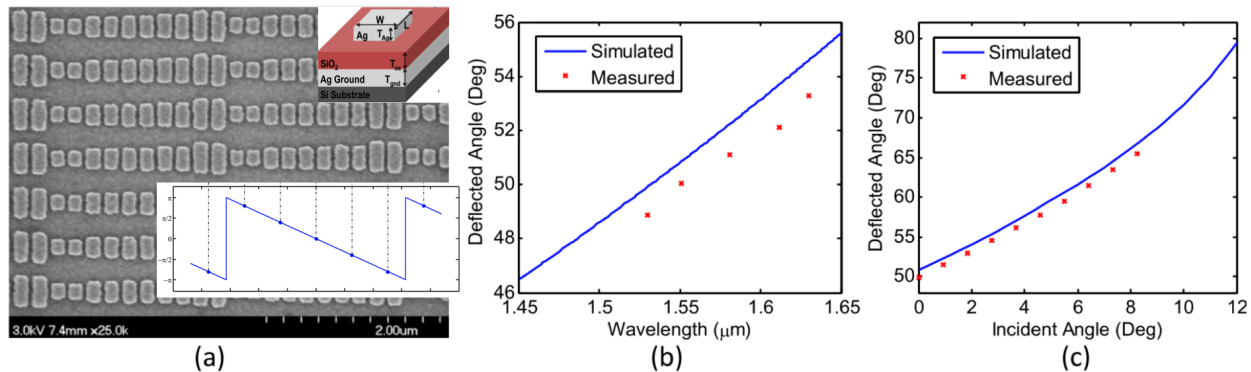 W
L
Ag
T_Ag
SiO₂
T_ox
Ag Ground
T_gnd
Si Substrate
π
π/2
0
−π/2
−π
3.0kV 7.4mm x25.0k
2.00um
(a)
56
54
52
50
48
46
Deflected Angle (Deg)
Simulated
Measured
1.45
1.5
1.55
1.6
1.65
Wavelength (μm)
(b)
80
75
70
65
60
55
50
Deflected Angle (Deg)
Simulated
Measured
0
2
4
6
8
10
12
Incident Angle (Deg)
(c)